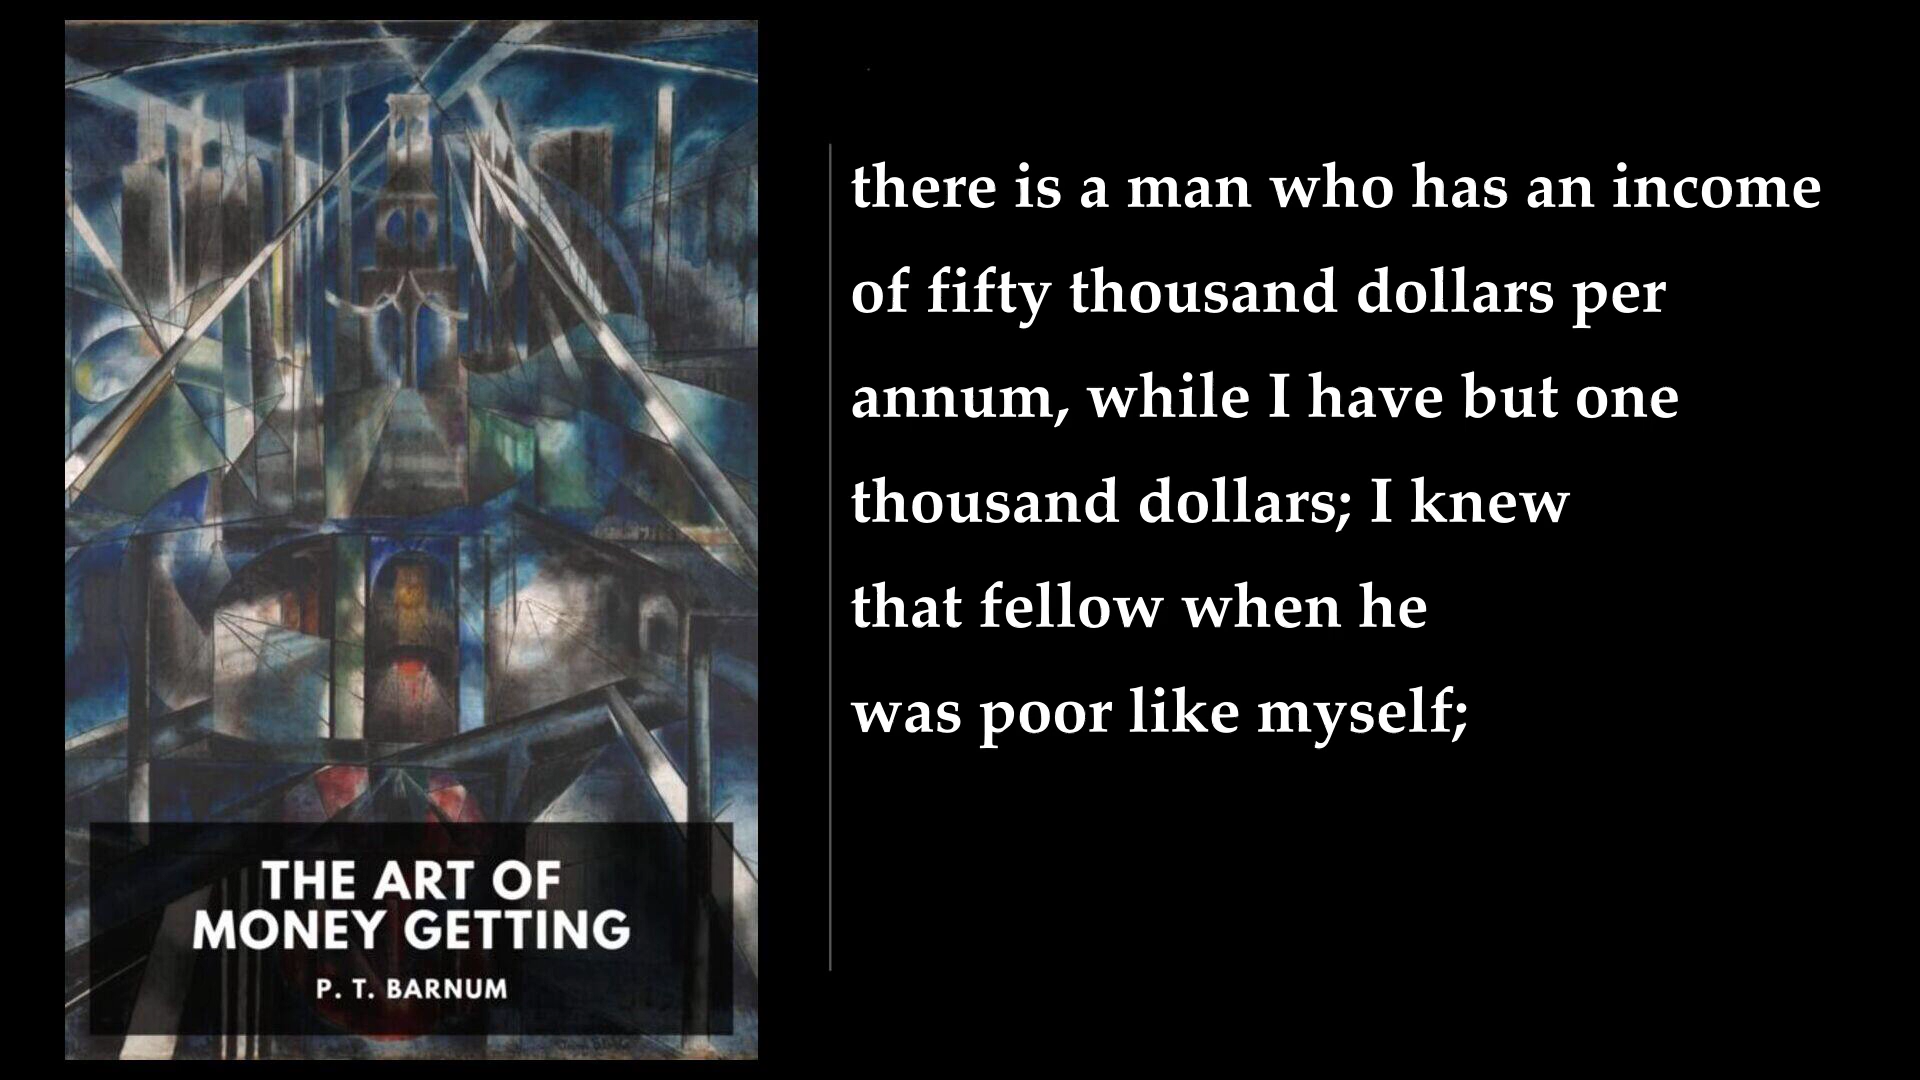 there is a man who has an income
of fifty thousand dollars per
annum, while I have but one
thousand dollars; I knew
that fellow when he
was poor like myself;
THE ART OF
MONEY GETTING
P. T. BARNUM